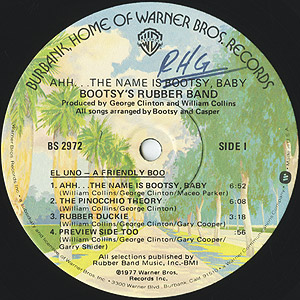 BURBANK, HOME OF WARNER BROS. RECORDS
WB
RHG
AHH. . .THE NAME IS BOOTSY, BABY
BOOTSY'S RUBBER BAND
Produced by George Clinton and William Collins
All songs arranged by Bootsy and Casper
BS 2972
SIDE 1
EL UNO – A FRIENDLY BOO
1 AHH. . .THE NAME IS BOOTSY, BABY 6:52
(William Collins/George Clinton/Maceo Parker)
2 THE PINOCCHIO THEORY 6:08
(William Collins/George Clinton)
3 RUBBER DUCKIE 3:18
(William Collins/George Clinton/Gary Cooper)
4 PREVIEW SIDE TOO :45
(William Collins/George Clinton/Gary Cooper/
Garry Shider)
All selections published by
Rubber Band Music, Inc.-BMI
©1977 Warner Bros.
Records Inc.